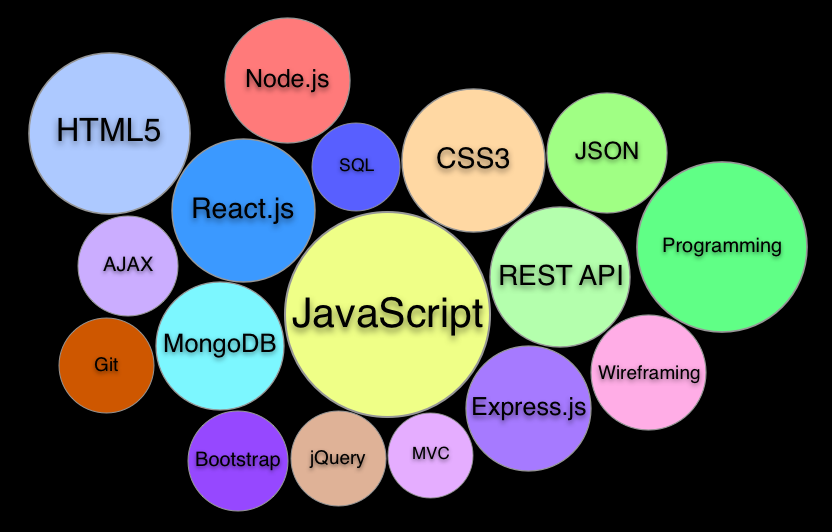 Node.js
HTML5
CSS3
JSON
SQL
React.js
Programming
AJAX
REST API
JavaScript
MongoDB
Git
Wireframing
Express.js
Bootstrap
jQuery
MVC